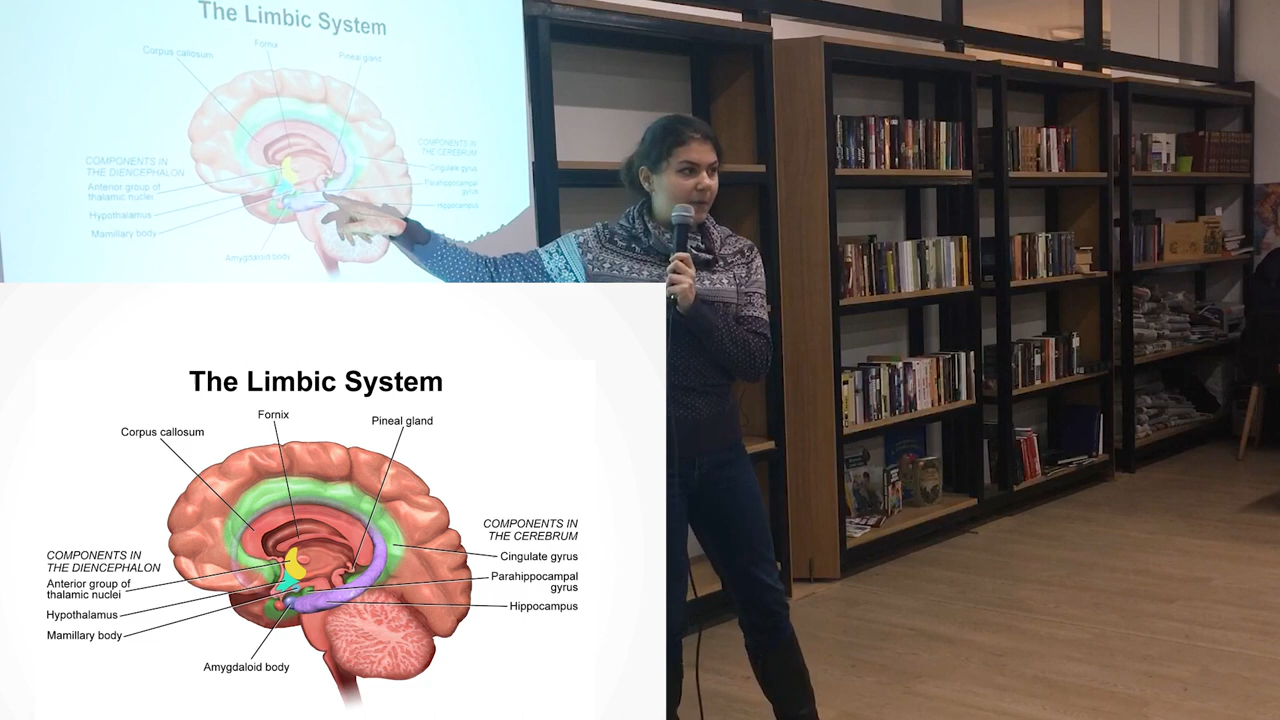 The Limbic System
Fornix
Corpus callosum
Pineal gland
COMPONENTS IN
THE CEREBRUM
COMPONENTS IN
THE DIENCEPHALON
Cingulate gyrus
Anterior group of
thalamic nuclei
Parahippocampal
gyrus
Hypothalamus
Hippocampus
Mamillary body
Amygdaloid body
The Limbic System
Fornix
Pineal gland
Corpus callosum
COMPONENTS IN
THE CEREBRUM
COMPONENTS IN
THE DIENCEPHALON
Cingulate gyrus
Anterior group of
thalamic nuclei
Parahippocampal
gyrus
Hypothalamus
Hippocampus
Mamillary body
Amygdaloid body